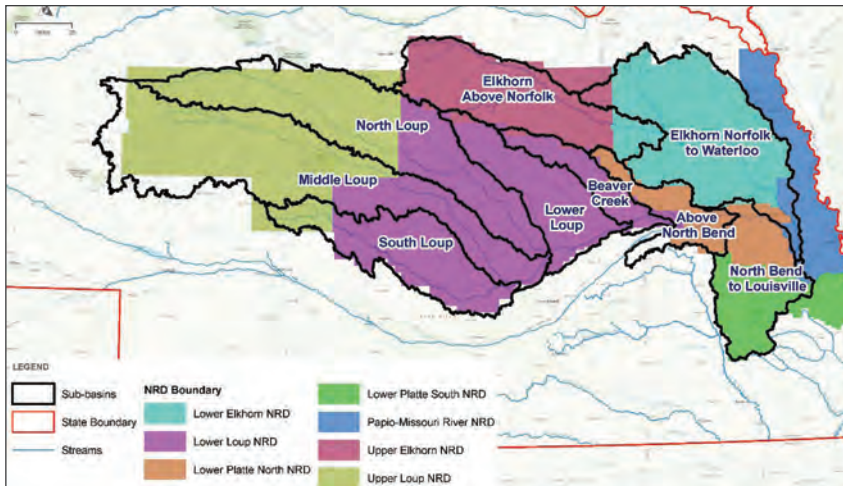 Elkhorn
Above Norfolk
North Loup
Elkhorn Norfolk
to Waterloo
Middle Loup
Beaver
Creek
Lower
Loup
Above
North Bend
South Loup
North Bend
to Louisville
LEGEND
Sub-basins
State Boundary
Streams
NRD Boundary
Lower Elkhorn NRD
Lower Loup NRD
Lower Platte North NRD
Lower Platte South NRD
Papio-Missouri River NRD
Upper Elkhorn NRD
Upper Loup NRD